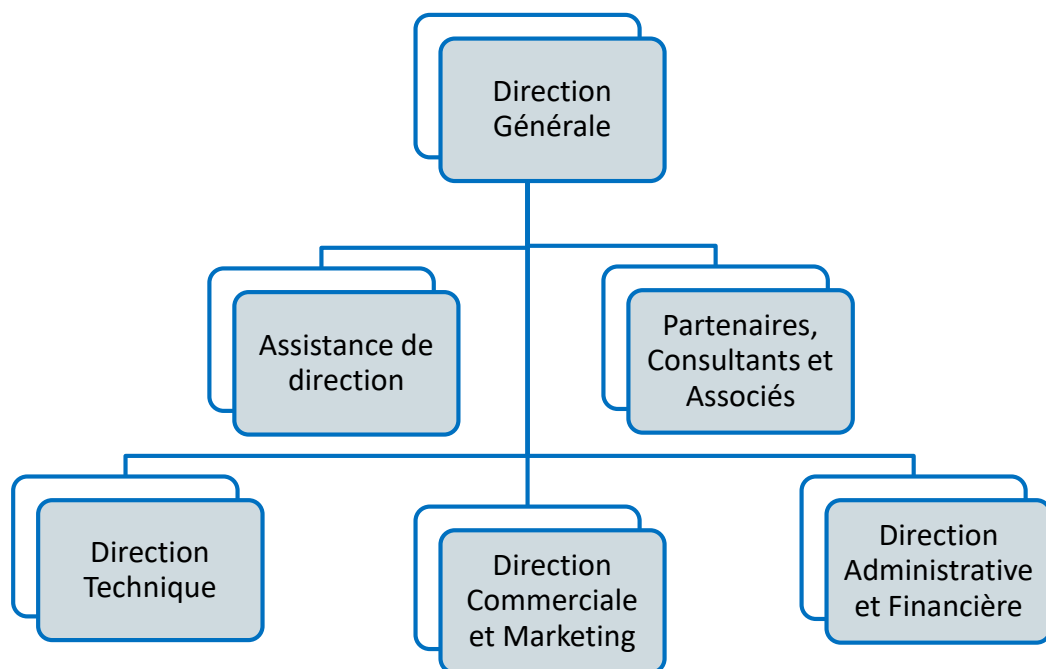 Direction
Générale
Assistance de
direction
Partenaires,
Consultants et
Associés
Direction
Technique
Direction
Commerciale
et Marketing
Direction
Administrative
et Financière